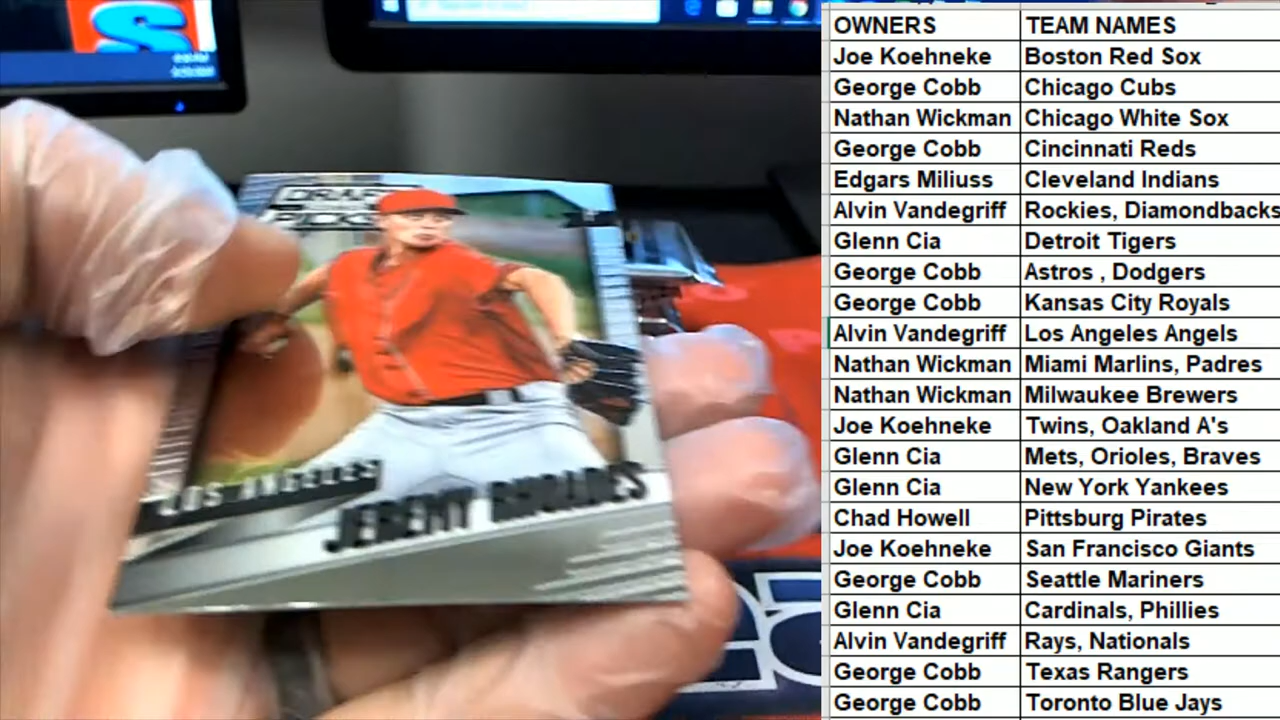 DRAFT
PICKS
LOS ANGELES
JEREMY RHOADES
OWNERS TEAM NAMES
Joe Koehneke Boston Red Sox
George Cobb Chicago Cubs
Nathan Wickman Chicago White Sox
George Cobb Cincinnati Reds
Edgars Miliuss Cleveland Indians
Alvin Vandegriff Rockies, Diamondbacks
Glenn Cia Detroit Tigers
George Cobb Astros , Dodgers
George Cobb Kansas City Royals
Alvin Vandegriff Los Angeles Angels
Nathan Wickman Miami Marlins, Padres
Nathan Wickman Milwaukee Brewers
Joe Koehneke Twins, Oakland A's
Glenn Cia Mets, Orioles, Braves
Glenn Cia New York Yankees
Chad Howell Pittsburg Pirates
Joe Koehneke San Francisco Giants
George Cobb Seattle Mariners
Glenn Cia Cardinals, Phillies
Alvin Vandegriff Rays, Nationals
George Cobb Texas Rangers
George Cobb Toronto Blue Jays